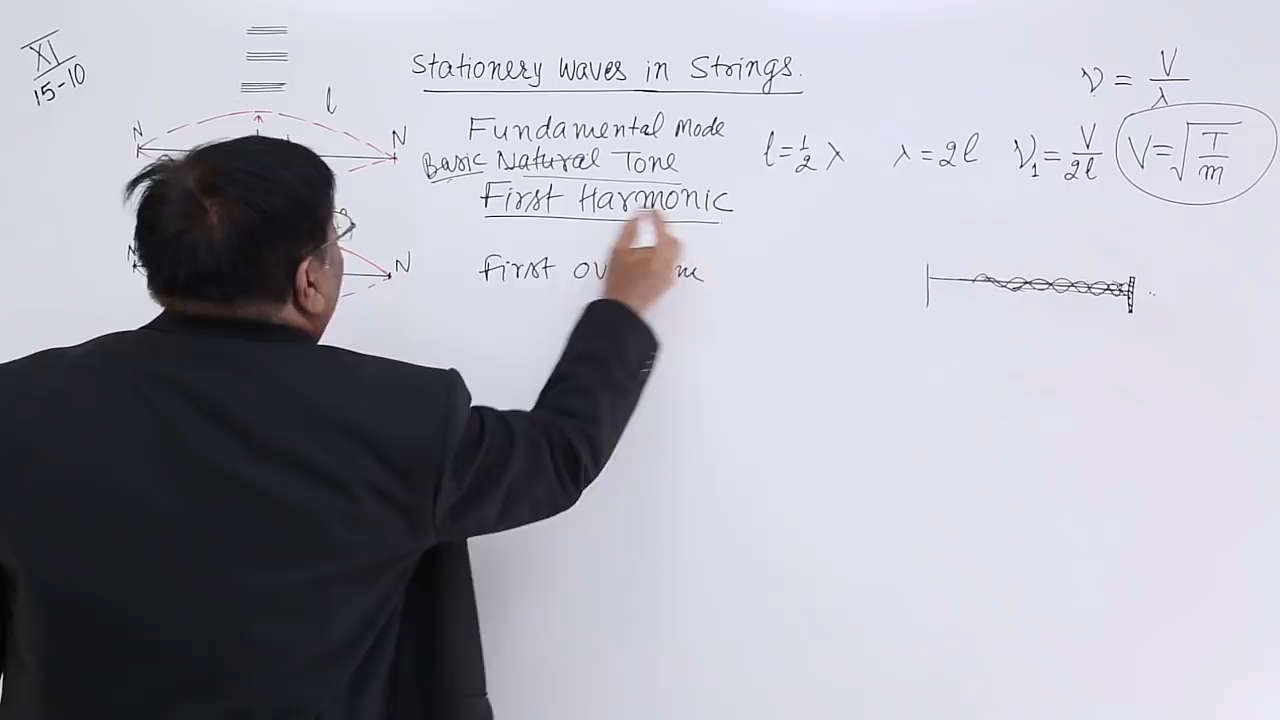 XI
15-10
Stationery Waves in Strings.
ν = V/λ
l
N N
Fundamental Mode
l = 1/2 λ λ = 2l ν₁ = V/2l V = √T/m
Basic Natural Tone
First Harmonic
N N
First